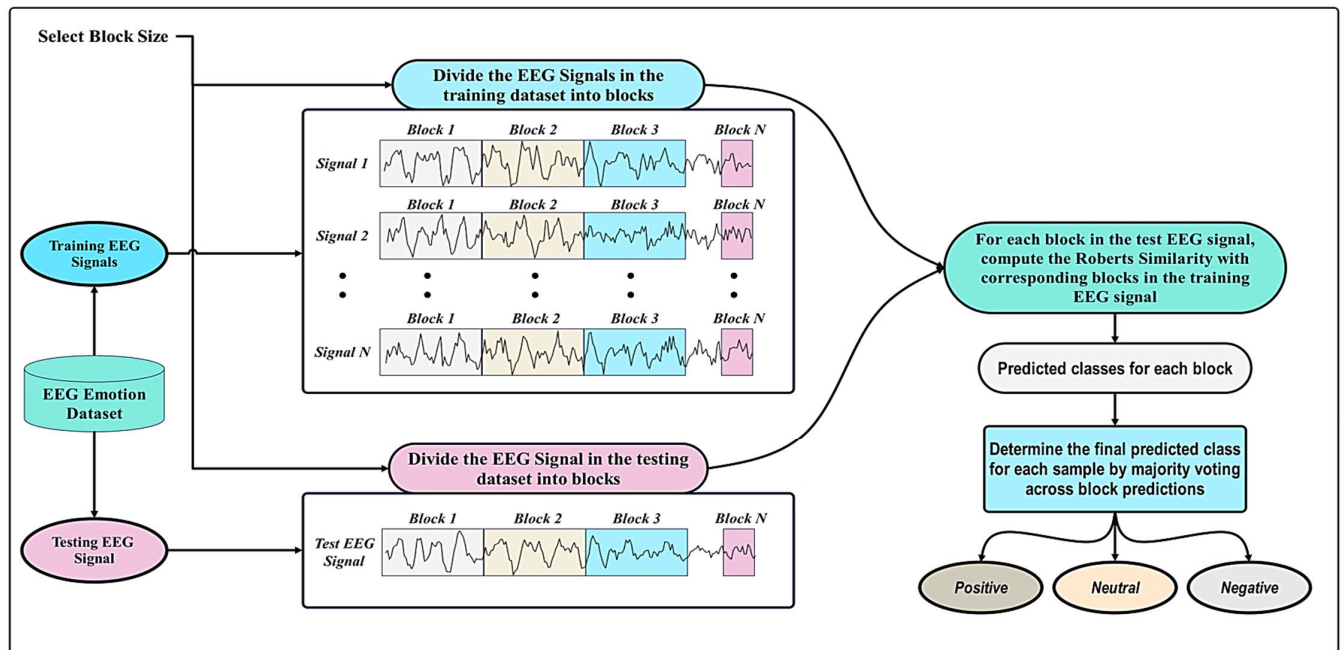 Select Block Size
Divide the EEG Signals in the
training dataset into blocks
Block 1 Block 2 Block 3 Block N
Signal 1
Block 1 Block 2 Block 3 Block N
Signal 2
Block 1 Block 2 Block 3 Block N
Signal N
Training EEG
Signals
EEG Emotion
Dataset
Testing EEG
Signal
Divide the EEG Signal in the testing
dataset into blocks
Block 1 Block 2 Block 3 Block N
Test EEG
Signal
For each block in the test EEG signal,
compute the Roberts Similarity with
corresponding blocks in the training
EEG signal
Predicted classes for each block
Determine the final predicted class
for each sample by majority voting
across block predictions
Positive
Neutral
Negative